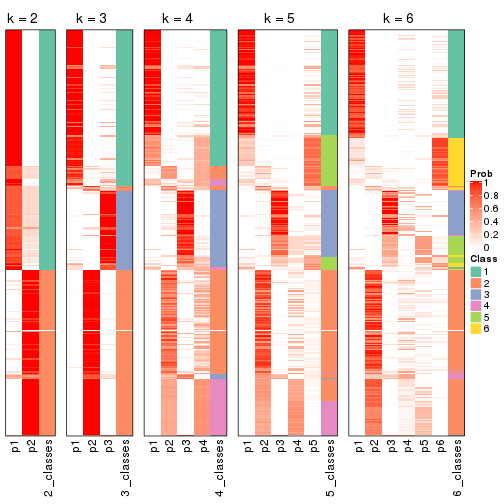 k = 2
k = 3
k = 4
k = 5
k = 6
p1
p2
2_classes
p1
p2
p3
3_classes
p1
p2
p3
p4
4_classes
p1
p2
p3
p4
p5
5_classes
p1
p2
p3
p4
p5
p6
6_classes
Prob
1
0.8
0.6
0.4
0.2
0
Class
1
2
3
4
5
6